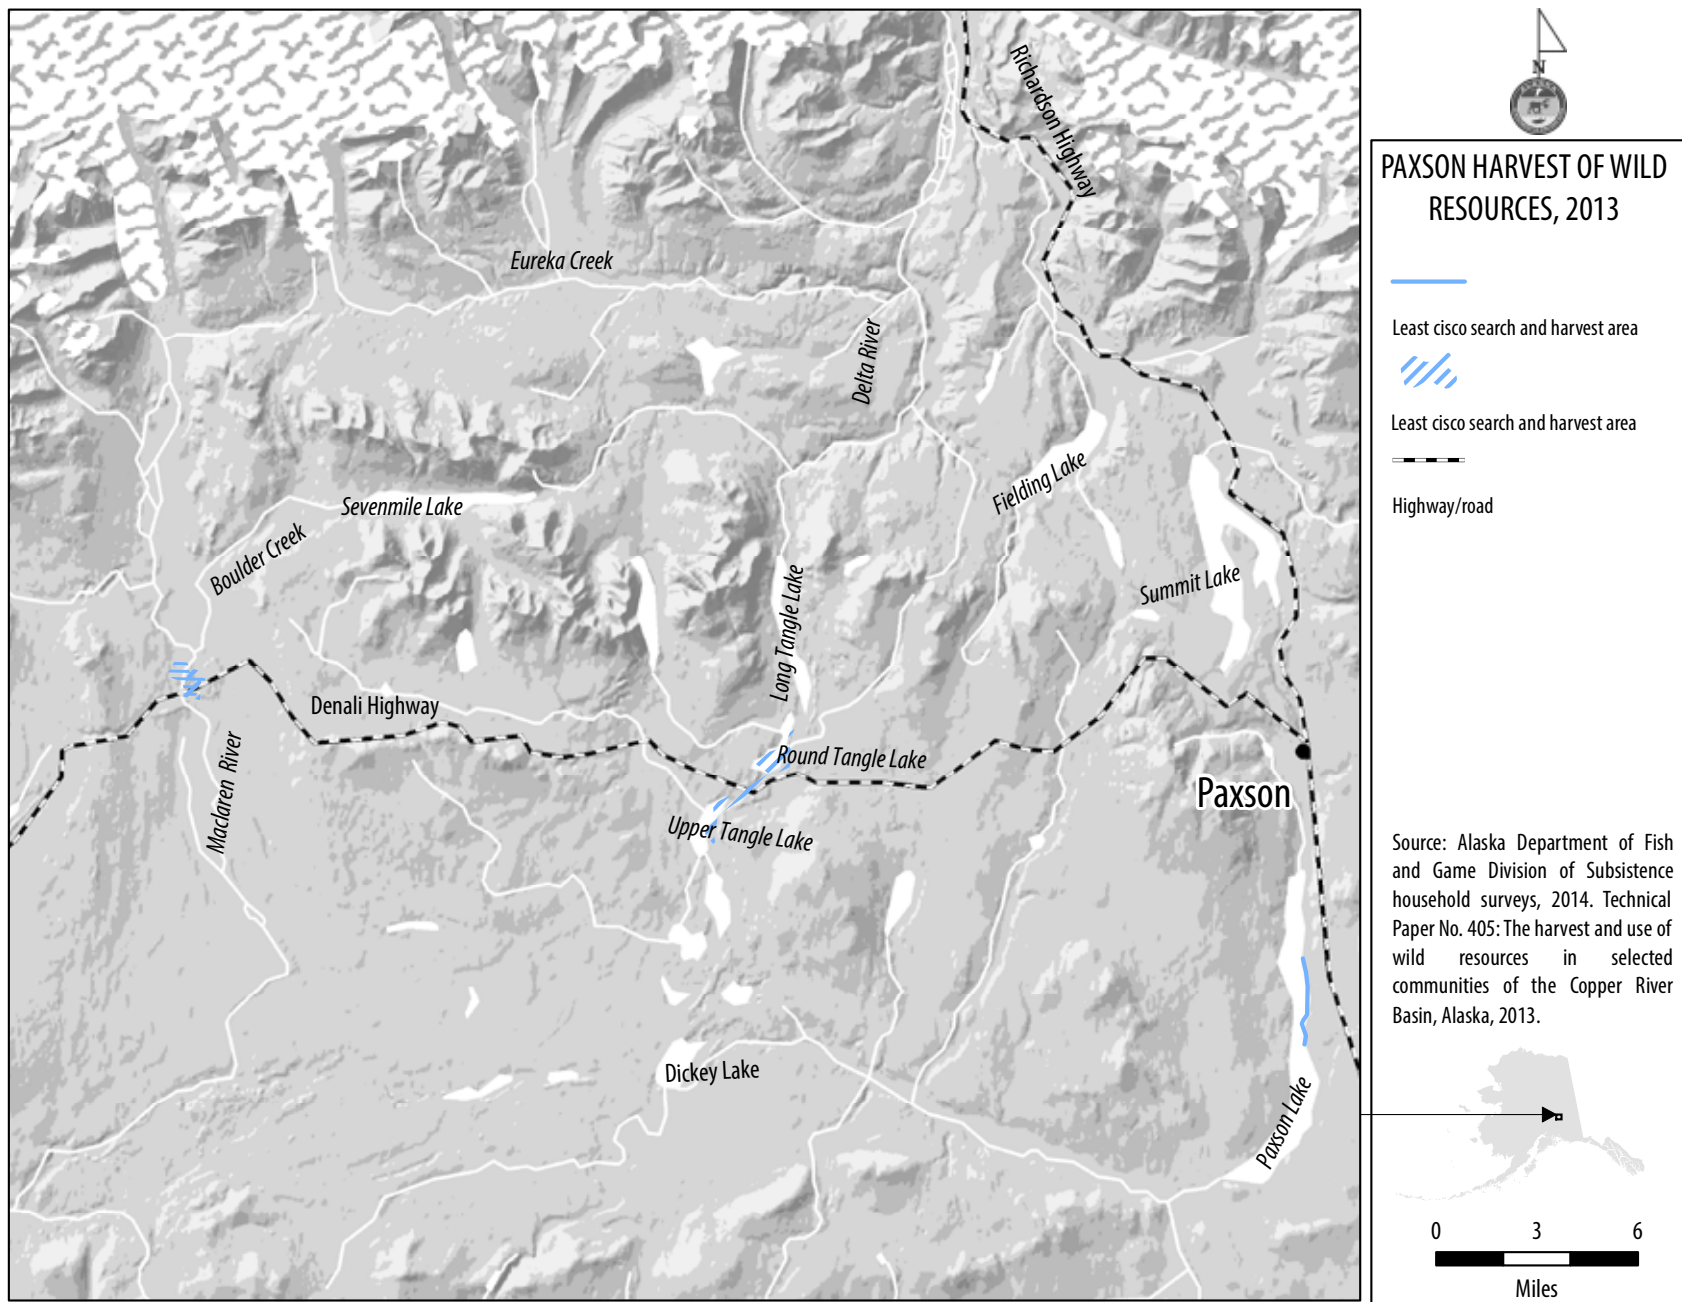 Richardson Highway
Eureka Creek
Delta River
Fielding Lake
Sevenmile Lake
Boulder Creek
Long Tangle Lake
Summit Lake
Denali Highway
Maclaren River
Round Tangle Lake
Upper Tangle Lake
Paxson
Dickey Lake
Paxson Lake
N
PAXSON HARVEST OF WILD
RESOURCES, 2013
Least cisco search and harvest area
Least cisco search and harvest area
Highway/road
Source: Alaska Department of Fish
and Game Division of Subsistence
household surveys, 2014. Technical
Paper No. 405: The harvest and use of
wild resources in selected
communities of the Copper River
Basin, Alaska, 2013.
0 3 6
Miles